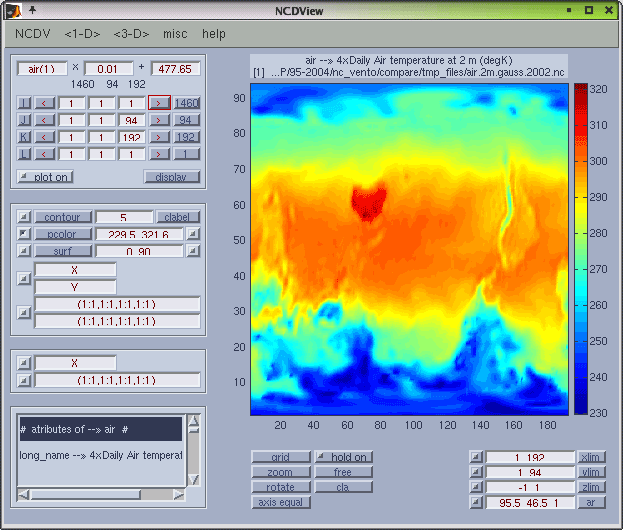 NCDView
NCDV <1-D> <3-D> misc help
air(1) x 0.01 + 477.65
1460 94 192
I < 1 1 1 > 1460
J < 1 1 94 > 94
K < 1 1 192 > 192
L < 1 1 1 > 1
plot on display
contour 5 clabel
pcolor 229.5 321.6
surf 0 90
X
Y
(1:1,1:1,1:1,1:1)
(1:1,1:1,1:1,1:1)
X
(1:1,1:1,1:1,1:1)
# atributes of --> air #
long_name --> 4xDaily Air temperat
air --> 4xDaily Air temperature at 2 m (degK)
[1] ...P/95-2004/nc_vento/compare/tmp_files/air.2m.gauss.2002.nc
90
80
70
60
50
40
30
20
10
20 40 60 80 100 120 140 160 180
320
310
300
290
280
270
260
250
240
230
grid hold on
zoom free
rotate cla
axis equal
1 192 xlim
1 94 ylim
-1 1 zlim
95.5 46.5 1 ar